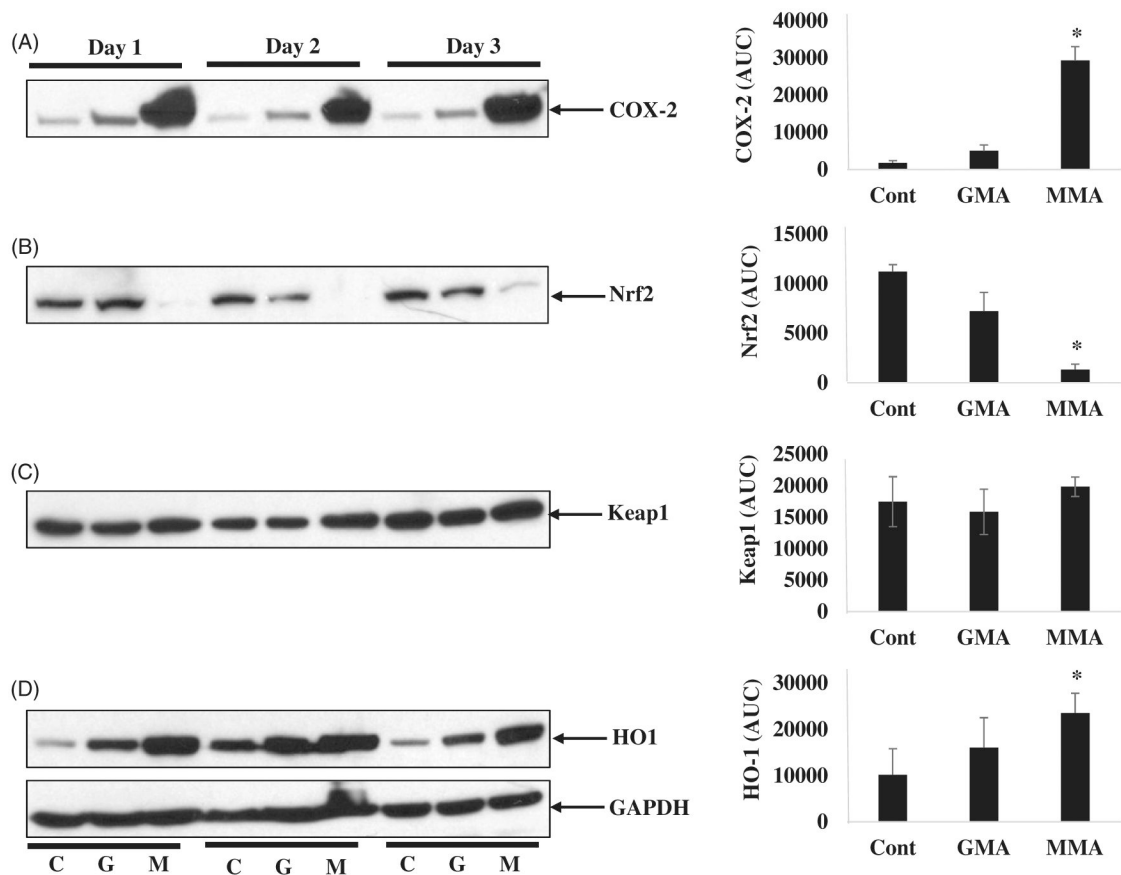 (A)
Day 1 Day 2 Day 3
COX-2
COX-2 (AUC)
40000
30000
20000
10000
0
*
Cont GMA MMA
(B)
Nrf2
Nrf2 (AUC)
15000
10000
5000
0
*
Cont GMA MMA
(C)
Keap1
Keap1 (AUC)
25000
20000
15000
10000
5000
0
Cont GMA MMA
(D)
HO1
GAPDH
C G M C G M C G M
HO-1 (AUC)
30000
20000
10000
0
*
Cont GMA MMA